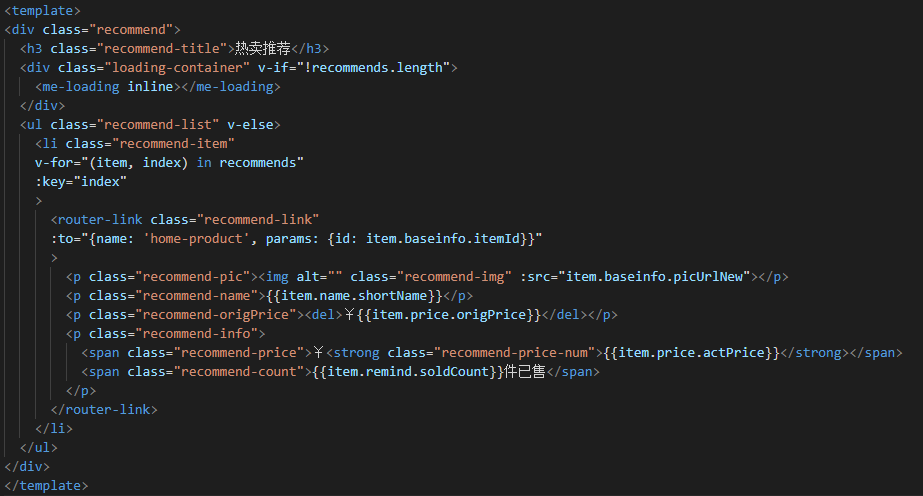 <template>
<div class="recommend">
  <h3 class="recommend-title">热卖推荐</h3>
  <div class="loading-container" v-if="!recommends.length">
    <me-loading inline></me-loading>
  </div>
  <ul class="recommend-list" v-else>
    <li class="recommend-item"
    v-for="(item, index) in recommends"
    :key="index"
    >
      <router-link class="recommend-link"
      :to="{name: 'home-product', params: {id: item.baseinfo.itemId}}"
      >
        <p class="recommend-pic"><img alt="" class="recommend-img" :src="item.baseinfo.picUrlNew"></p>
        <p class="recommend-name">{{item.name.shortName}}</p>
        <p class="recommend-origPrice"><del>¥{{item.price.origPrice}}</del></p>
        <p class="recommend-info">
          <span class="recommend-price">¥<strong class="recommend-price-num">{{item.price.actPrice}}</strong></span>
          <span class="recommend-count">{{item.remind.soldCount}}件已售</span>
        </p>
      </router-link>
    </li>
  </ul>
</div>
</template>